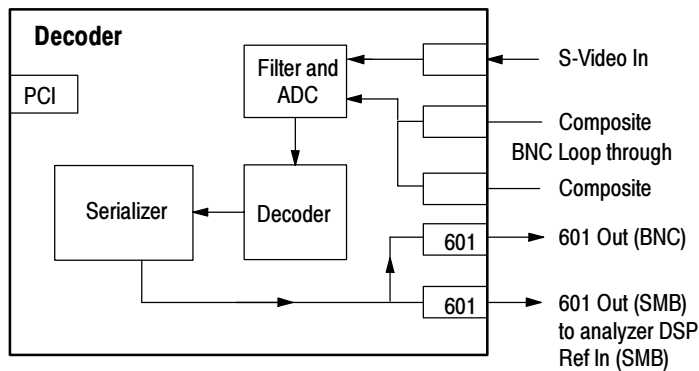 Decoder
PCI
Filter and
ADC
S-Video In
Composite
BNC Loop through
Composite
Serializer
Decoder
601
601 Out (BNC)
601
601 Out (SMB)
to analyzer DSP
Ref In (SMB)